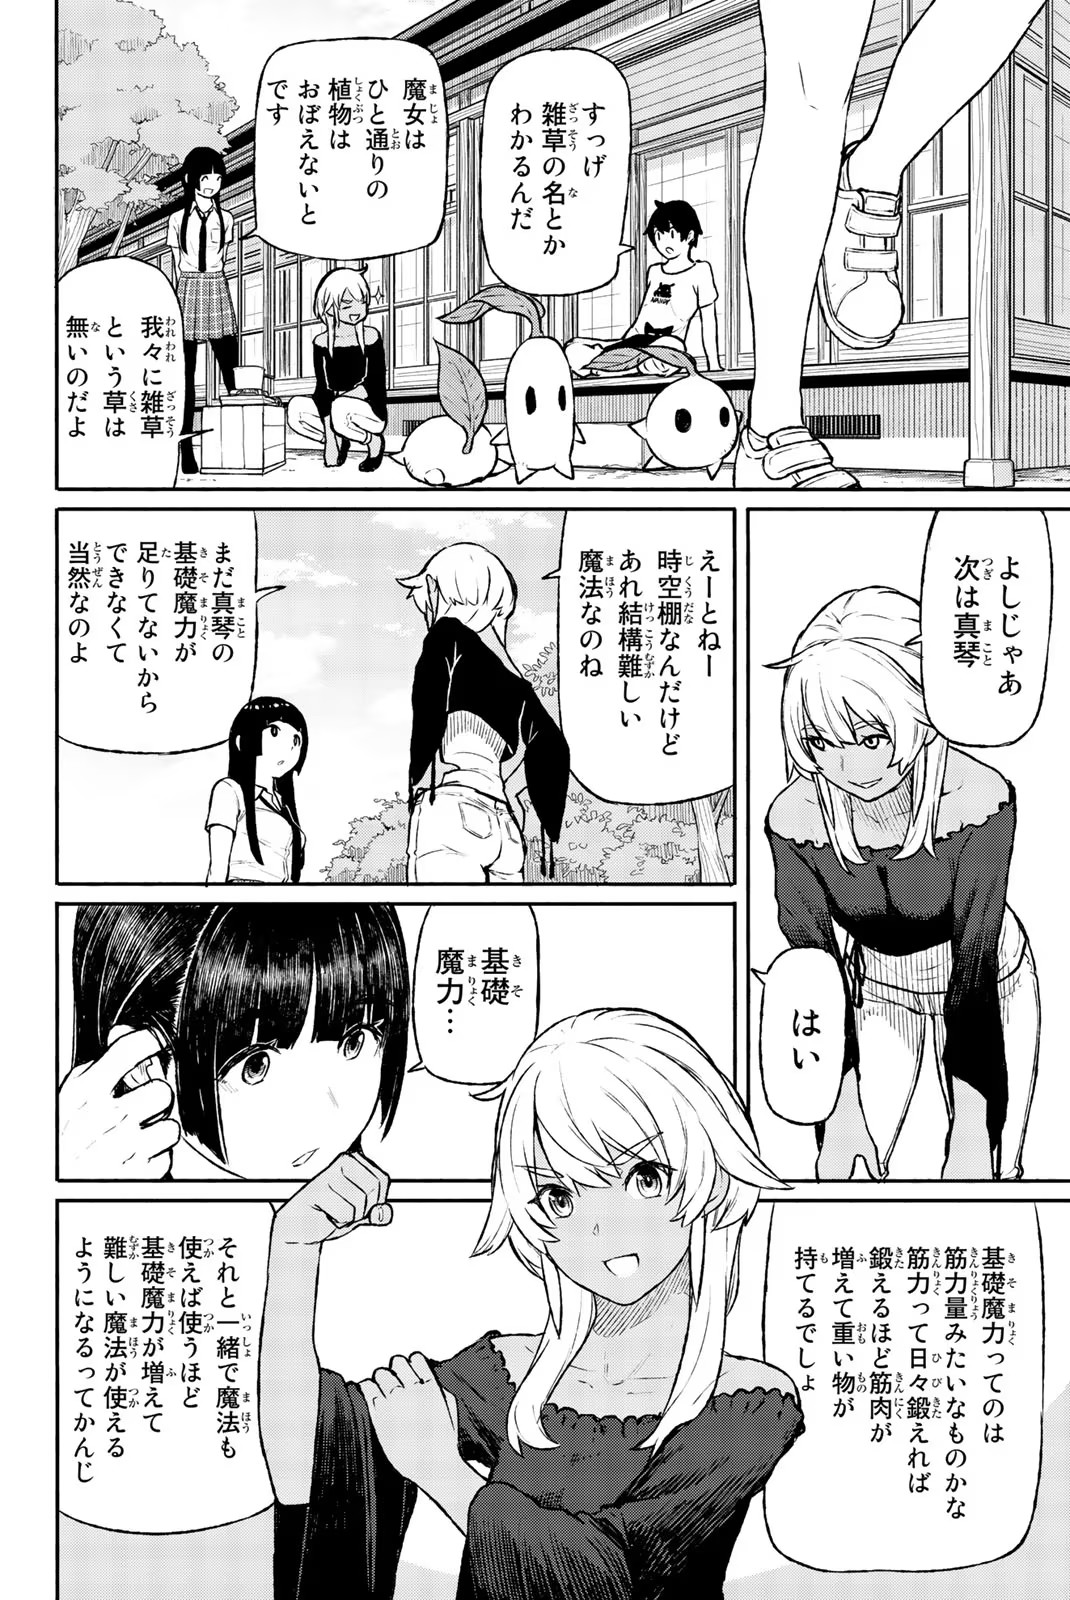 すっげ
雑草の名とか
わかるんだ
魔女は
ひと通りの
植物は
おぼえないと
です
我々に雑草
という草は
無いのだよ
よしじゃあ
次は真琴
はい
えーとねー
時空棚なんだけど
あれ結構難しい
魔法なのね
まだ真琴の
基礎魔力が
足りてないから
できなくて
当然なのよ
基礎
魔力…
基礎魔力ってのは
筋力量みたいなものかな
筋力って日々鍛えれば
鍛えるほど筋肉が
増えて重い物が
持てるでしょ
それと一緒で魔法も
使えば使うほど
基礎魔力が増えて
難しい魔法が使える
ようになるってかんじ